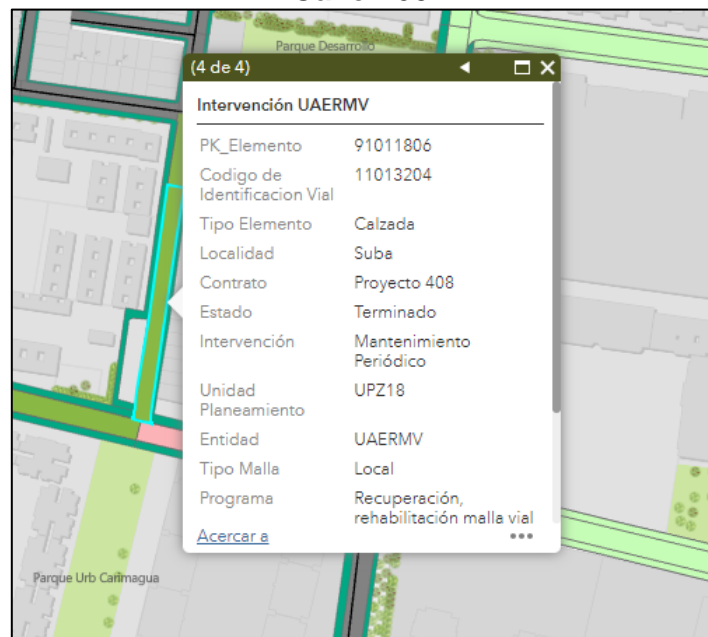 Parque Desarrollo
(4 de 4)
Intervención UAERMV
PK_Elemento 91011806
Codigo de Identificacion Vial 11013204
Tipo Elemento Calzada
Localidad Suba
Contrato Proyecto 408
Estado Terminado
Intervención Mantenimiento Periódico
Unidad Planeamiento UPZ18
Entidad UAERMV
Tipo Malla Local
Programa Recuperación, rehabilitación malla vial
Acercar a
Parque Urb Carimagua